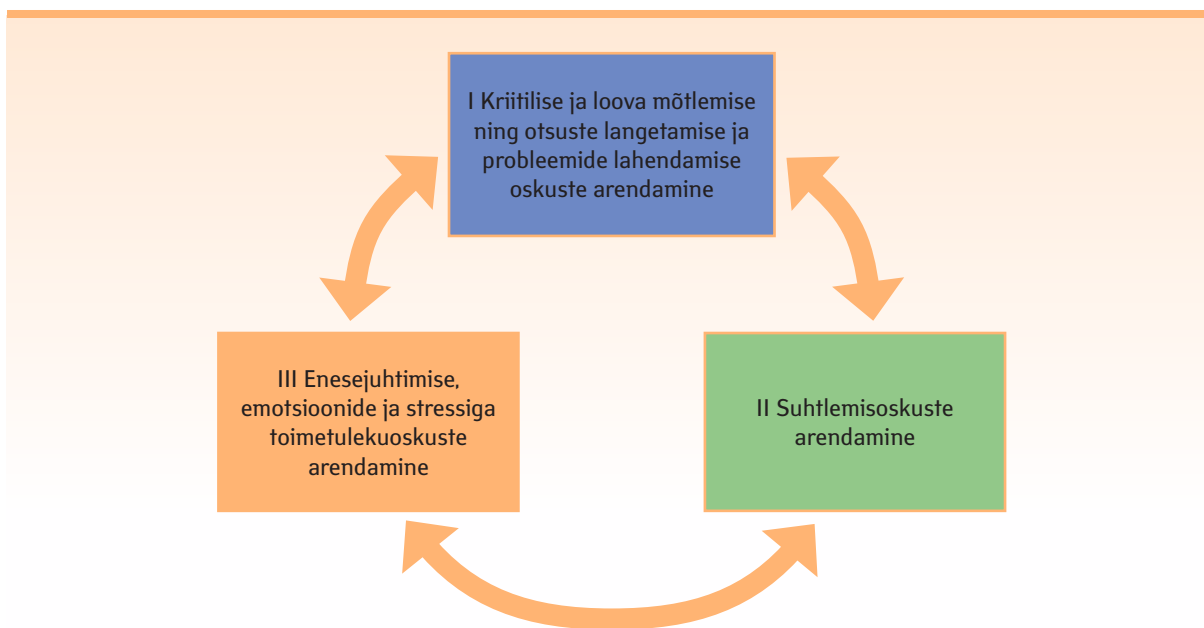 I Kriitilise ja loova mõtlemise
ning otsuste langetamise ja
probleemide lahendamise
oskuste arendamine
III Enesejuhtimise,
emotsioonide ja stressiga
toimetulekuoskuste
arendamine
II Suhtlemisoskuste
arendamine